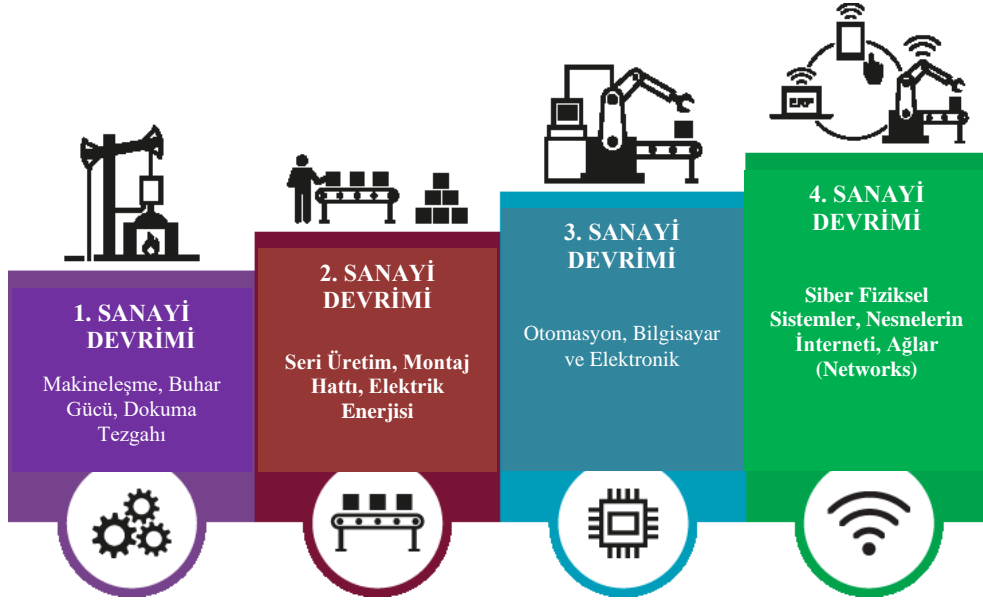 1. SANAYİ
DEVRİMİ
Makineleşme, Buhar
Gücü, Dokuma
Tezgahı
2. SANAYİ
DEVRİMİ
Seri Üretim, Montaj
Hattı, Elektrik
Enerjisi
3. SANAYİ
DEVRİMİ
Otomasyon, Bilgisayar
ve Elektronik
ERP
4. SANAYİ
DEVRİMİ
Siber Fiziksel
Sistemler, Nesnelerin
İnterneti, Ağlar
(Networks)